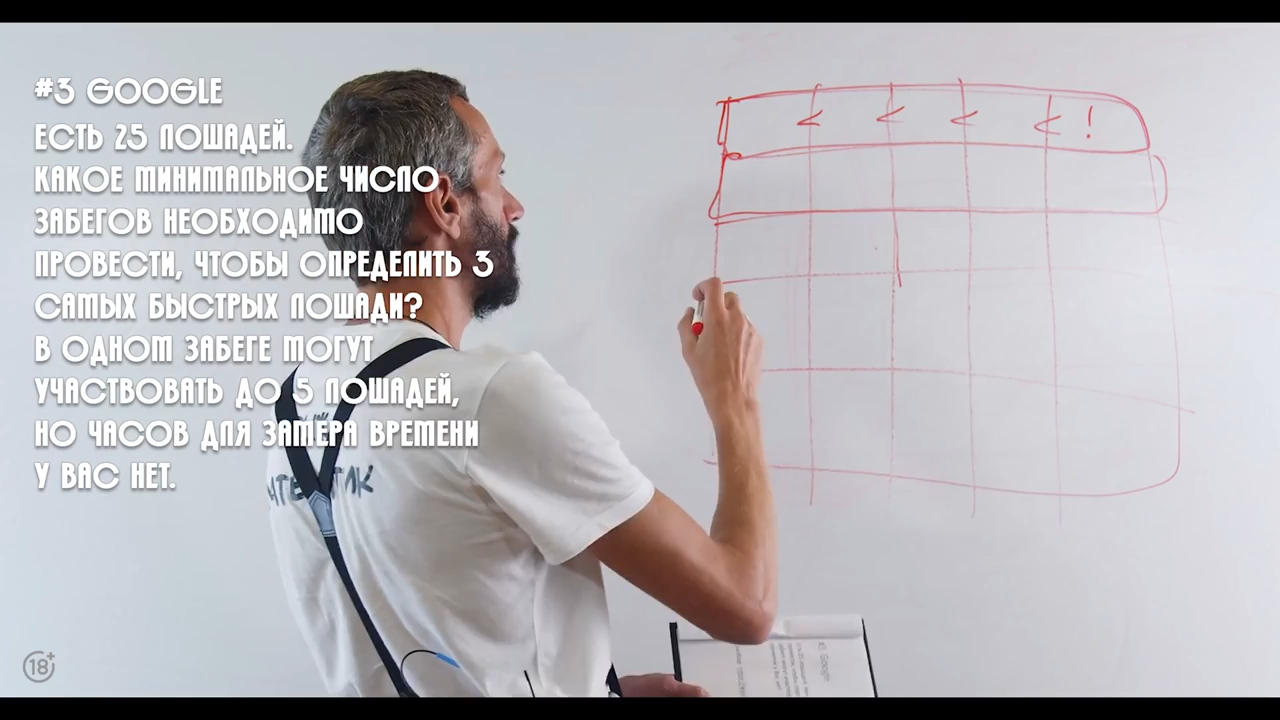 #3 GOOGLE
ЕСТЬ 25 ЛОШАДЕЙ.
КАКОЕ МИНИМАЛЬНОЕ ЧИСЛО
ЗАБЕГОВ НЕОБХОДИМО
ПРОВЕСТИ, ЧТОБЫ ОПРЕДЕЛИТЬ 3
САМЫХ БЫСТРЫХ ЛОШАДИ?
В ОДНОМ ЗАБЕГЕ МОГУТ
УЧАСТВОВАТЬ ДО 5 ЛОШАДЕЙ,
НО ЧАСОВ ДЛЯ ЗАМЕРА ВРЕМЕНИ
У ВАС НЕТ.
< < < < !
18+